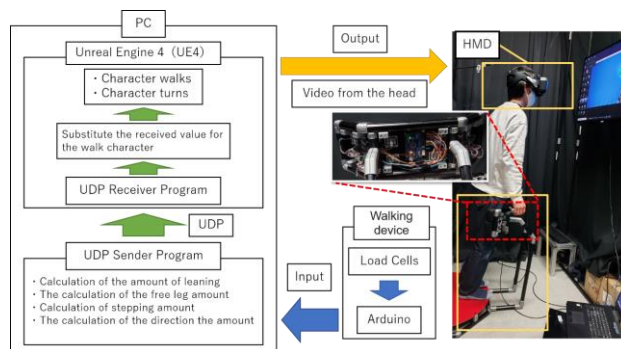 PC
Unreal Engine 4（UE4）
・Character walks
・Character turns
Substitute the received value for
the walk character
UDP Receiver Program
UDP
UDP Sender Program
・Calculation of the amount of leaning
・The calculation of the free leg amount
・Calculation of stepping amount
・The calculation of the direction the amount
Output
Video from the head
HMD
Walking
device
Load Cells
Arduino
Input